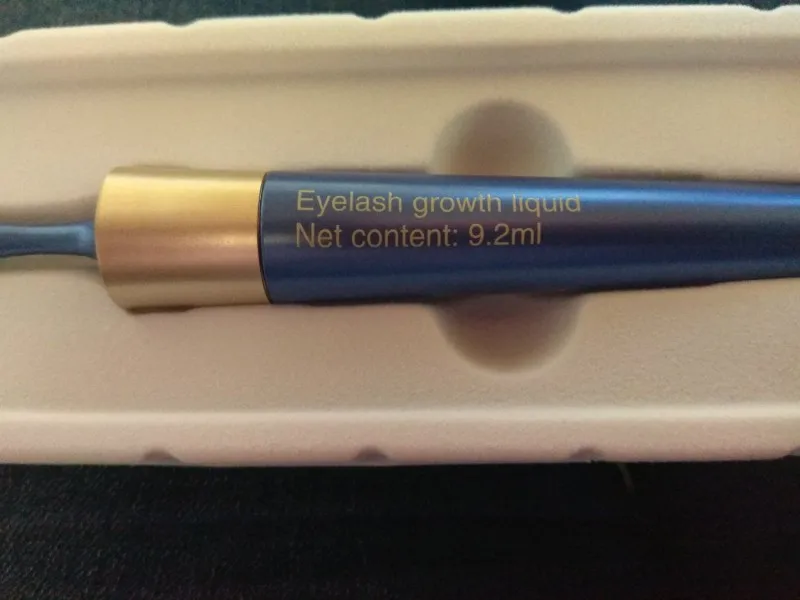 Eyelash growth liquid
Net content: 9.2ml